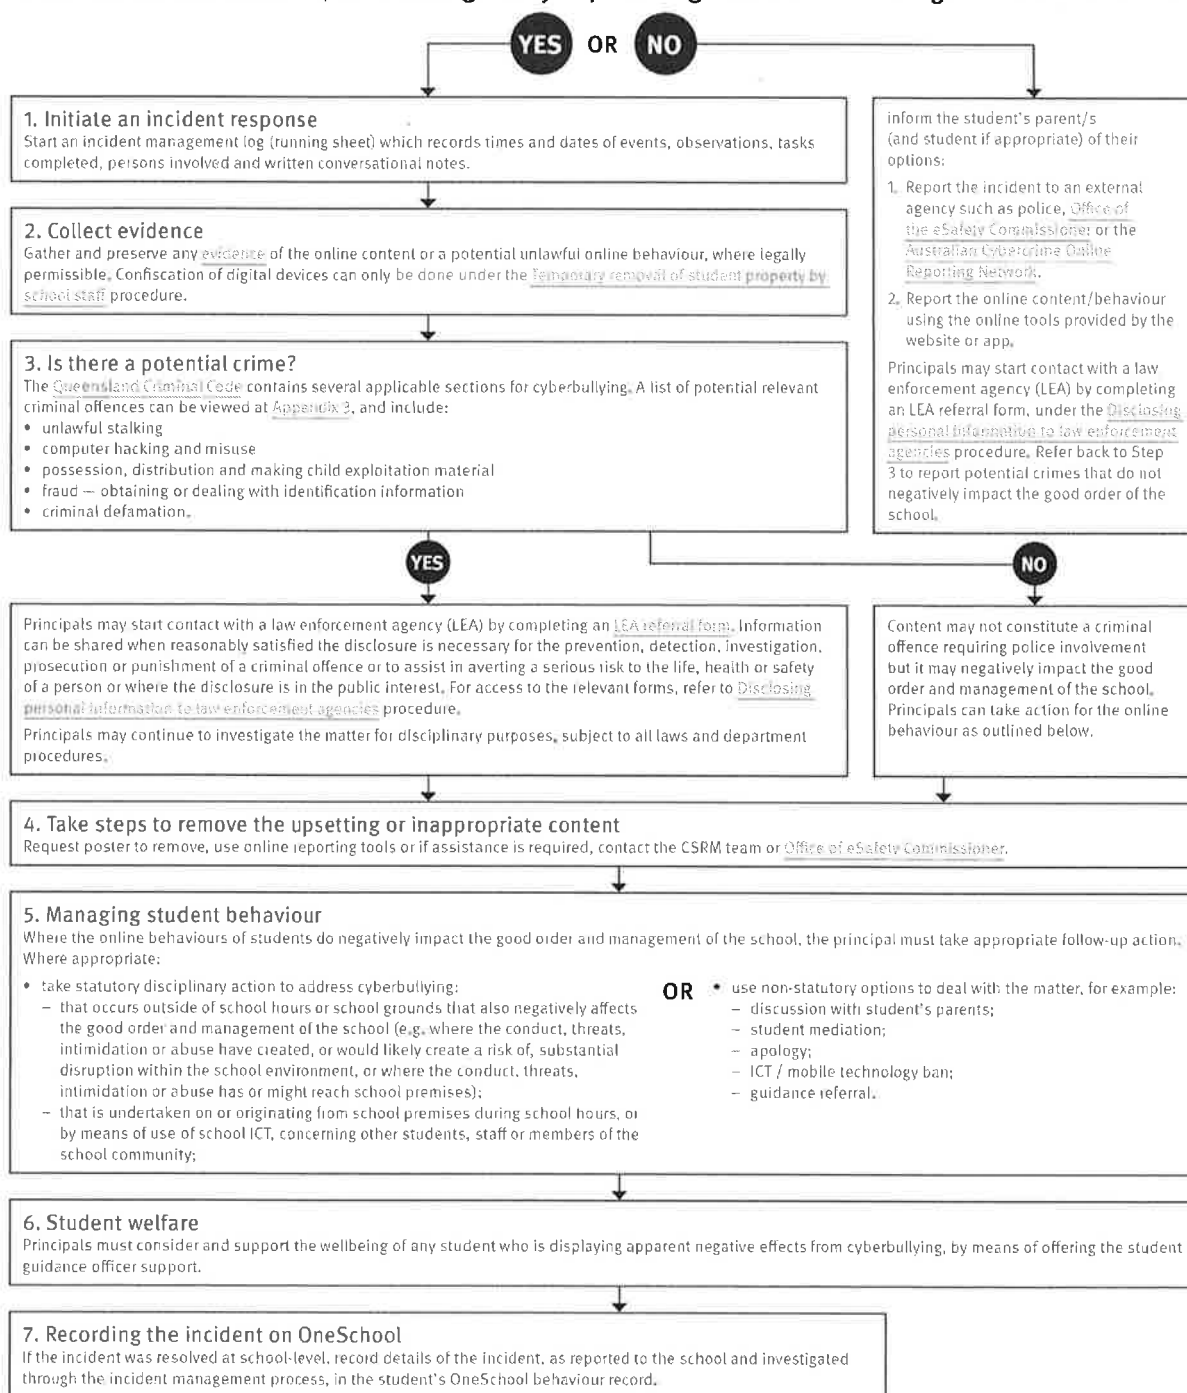 YES OR NO
1. Initiate an incident response
Start an incident management log (running sheet) which records times and dates of events, observations, tasks
completed, persons involved and written conversational notes.
inform the student's parent/s
(and student if appropriate) of their
options:
1. Report the incident to an external
agency such as police, Office of
the eSafety Commissioner or the
Australian Cybercrime Online
Reporting Network.
2. Report the online content/behaviour
using the online tools provided by the
website or app.
Principals may start contact with a law
enforcement agency (LEA) by completing
an LEA referral form, under the Disclosing
personal information to law enforcement
agencies procedure. Refer back to Step
3 to report potential crimes that do not
negatively impact the good order of the
school.
2. Collect evidence
Gather and preserve any evidence of the online content or a potential unlawful online behaviour, where legally
permissible. Confiscation of digital devices can only be done under the Temporary removal of student property by
school staff procedure.
3. Is there a potential crime?
The Queensland Criminal Code contains several applicable sections for cyberbullying. A list of potential relevant
criminal offences can be viewed at Appendix 3, and include:
• unlawful stalking
• computer hacking and misuse
• possession, distribution and making child exploitation material
• fraud – obtaining or dealing with identification information
• criminal defamation.
YES
NO
Principals may start contact with a law enforcement agency (LEA) by completing an LEA referral form. Information
can be shared when reasonably satisfied the disclosure is necessary for the prevention, detection, investigation,
prosecution or punishment of a criminal offence or to assist in averting a serious risk to the life, health or safety
of a person or where the disclosure is in the public interest. For access to the relevant forms, refer to Disclosing
personal information to law enforcement agencies procedure.
Principals may continue to investigate the matter for disciplinary purposes, subject to all laws and department
procedures.
Content may not constitute a criminal
offence requiring police involvement
but it may negatively impact the good
order and management of the school.
Principals can take action for the online
behaviour as outlined below.
4. Take steps to remove the upsetting or inappropriate content
Request poster to remove, use online reporting tools or if assistance is required, contact the CSRM team or Office of eSafety Commissioner.
5. Managing student behaviour
Where the online behaviours of students do negatively impact the good order and management of the school, the principal must take appropriate follow-up action.
Where appropriate:
• take statutory disciplinary action to address cyberbullying:
– that occurs outside of school hours or school grounds that also negatively affects
the good order and management of the school (e.g. where the conduct, threats,
intimidation or abuse have created, or would likely create a risk of, substantial
disruption within the school environment, or where the conduct, threats,
intimidation or abuse has or might reach school premises);
– that is undertaken on or originating from school premises during school hours, or
by means of use of school ICT, concerning other students, staff or members of the
school community;
OR
• use non-statutory options to deal with the matter, for example:
– discussion with student's parents;
– student mediation;
– apology;
– ICT / mobile technology ban;
– guidance referral.
6. Student welfare
Principals must consider and support the wellbeing of any student who is displaying apparent negative effects from cyberbullying, by means of offering the student
guidance officer support.
7. Recording the incident on OneSchool
If the incident was resolved at school-level, record details of the incident, as reported to the school and investigated
through the incident management process, in the student's OneSchool behaviour record.